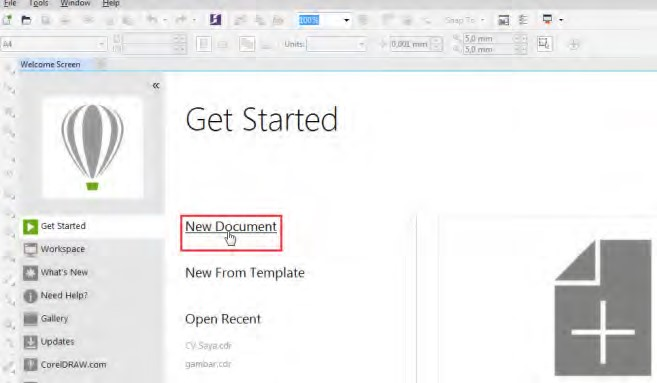 File Tools Window Help
100% Snap To
A4 Units: 0,001 mm 5,0 mm
5,0 mm
Welcome Screen
Get Started
Get Started
New Document
Workspace
What's New
New From Template
Need Help?
Gallery
Open Recent
Updates
CV Saya.cdr
CorelDRAW.com
gambar.cdr